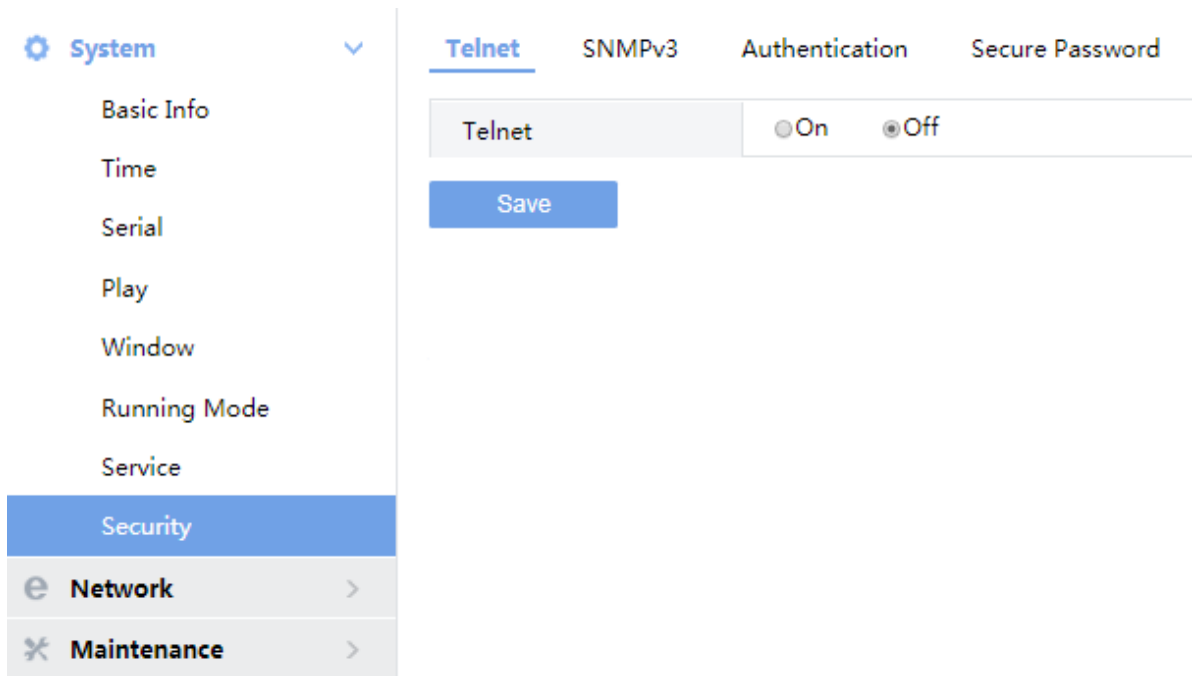 System
Basic Info
Time
Serial
Play
Window
Running Mode
Service
Security
Network
Maintenance
Telnet SNMPv3 Authentication Secure Password
Telnet On Off
Save